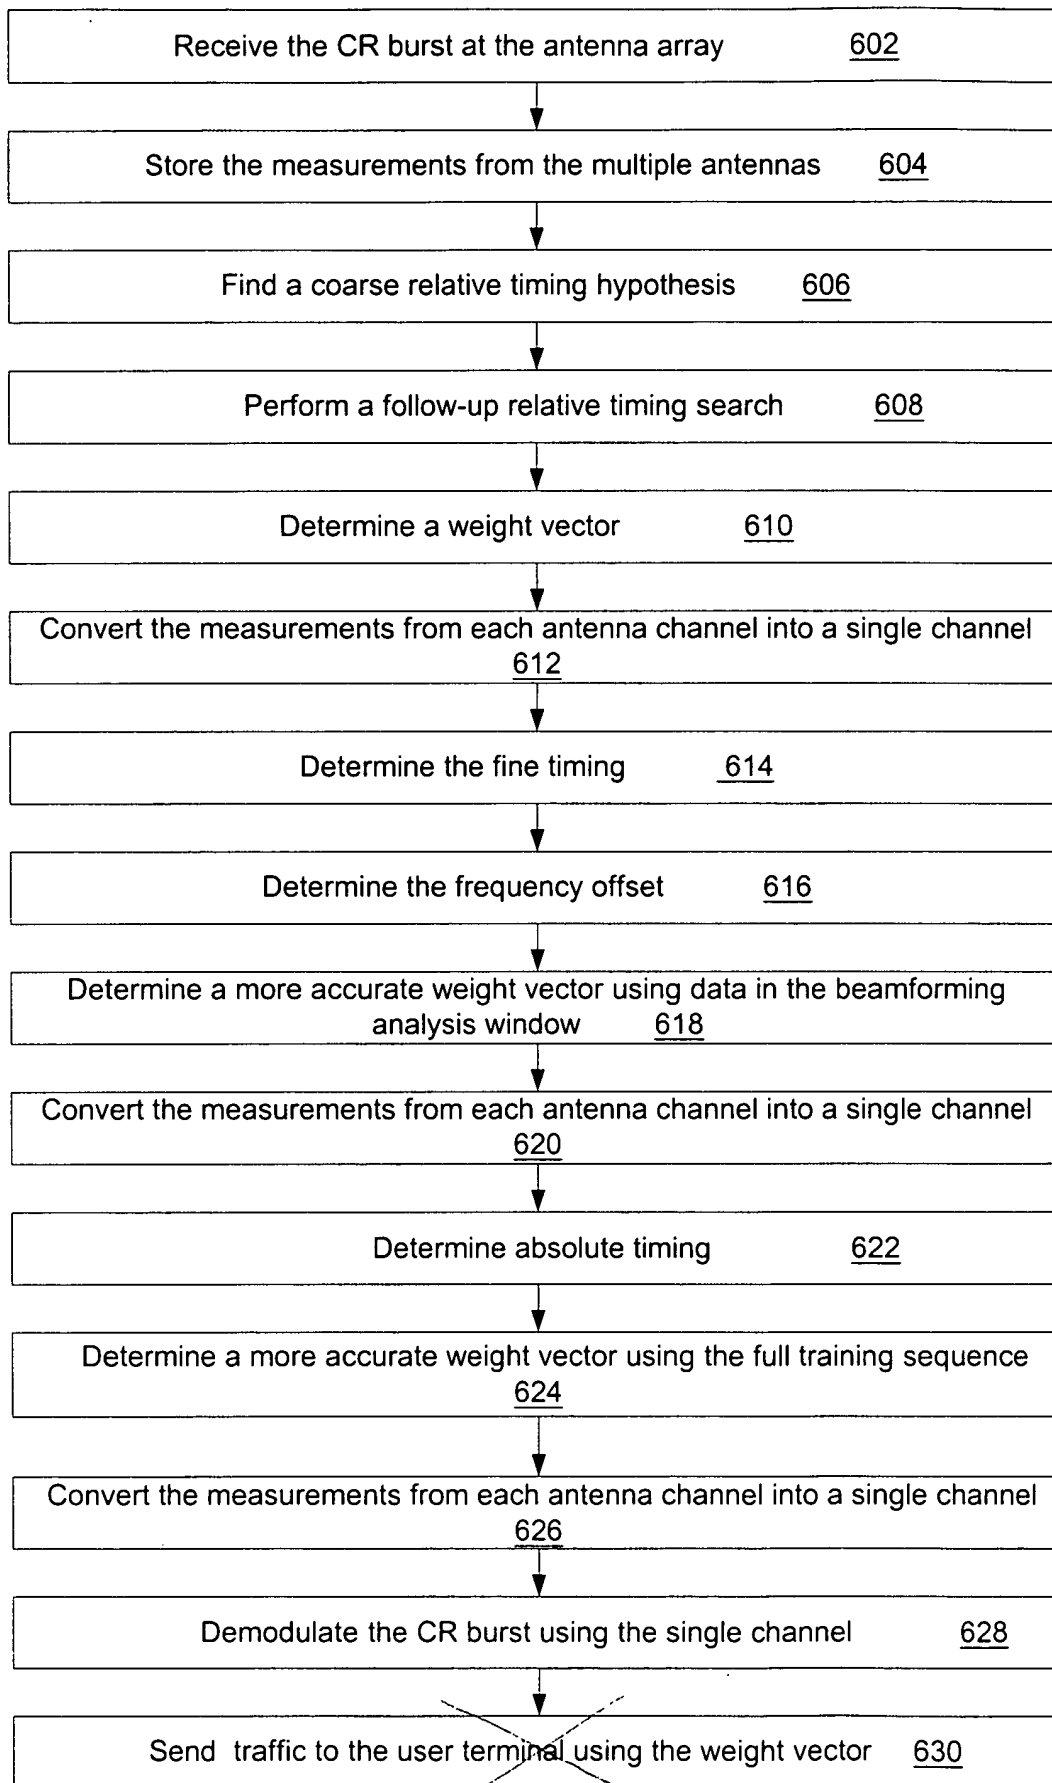 Receive the CR burst at the antenna array 602
Store the measurements from the multiple antennas 604
Find a coarse relative timing hypothesis 606
Perform a follow-up relative timing search 608
Determine a weight vector 610
Convert the measurements from each antenna channel into a single channel
612
Determine the fine timing 614
Determine the frequency offset 616
Determine a more accurate weight vector using data in the beamforming
analysis window 618
Convert the measurements from each antenna channel into a single channel
620
Determine absolute timing 622
Determine a more accurate weight vector using the full training sequence
624
Convert the measurements from each antenna channel into a single channel
626
Demodulate the CR burst using the single channel 628
Send traffic to the user terminal using the weight vector 630